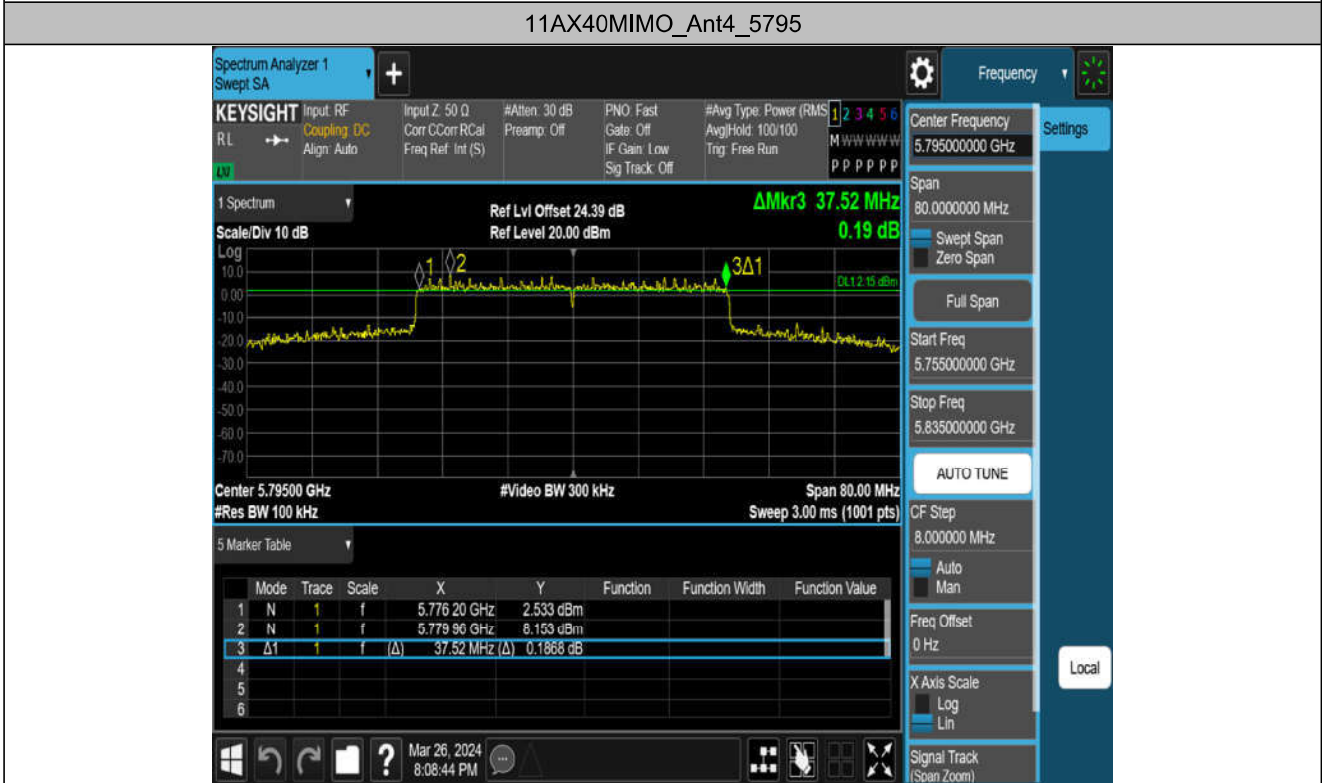 11AX40MIMO_Ant4_5795
Spectrum Analyzer 1
Swept SA
+
Frequency
KEYSIGHT
RL
LXI
Input: RF
Coupling: DC
Align: Auto
Input Z: 50 Ω
Corr CCorr RCal
Freq Ref: Int (S)
#Atten: 30 dB
Preamp: Off
PNO: Fast
Gate: Off
IF Gain: Low
Sig Track: Off
#Avg Type: Power (RMS
Avg|Hold: 100/100
Trig: Free Run
1 2 3 4 5 6
M W W W W W
P P P P P P
1 Spectrum
Scale/Div 10 dB
Ref Lvl Offset 24.39 dB
Ref Level 20.00 dBm
ΔMkr3 37.52 MHz
0.19 dB
Log
10.0
0.00
-10.0
-20.0
-30.0
-40.0
-50.0
-60.0
-70.0
1
2
3Δ1
DL1 2.15 dBm
Center 5.79500 GHz
#Res BW 100 kHz
#Video BW 300 kHz
Span 80.00 MHz
Sweep 3.00 ms (1001 pts)
5 Marker Table
Mode Trace Scale X Y Function Function Width Function Value
1 N 1 f 5.776 20 GHz 2.533 dBm
2 N 1 f 5.779 96 GHz 8.153 dBm
3 Δ1 1 f (Δ) 37.52 MHz (Δ) 0.1868 dB
4
5
6
?
Mar 26, 2024
8:08:44 PM
Center Frequency
5.795000000 GHz
Settings
Span
80.0000000 MHz
Swept Span
Zero Span
Full Span
Start Freq
5.755000000 GHz
Stop Freq
5.835000000 GHz
AUTO TUNE
CF Step
8.000000 MHz
Auto
Man
Freq Offset
0 Hz
X Axis Scale
Log
Lin
Local
Signal Track
(Span Zoom)